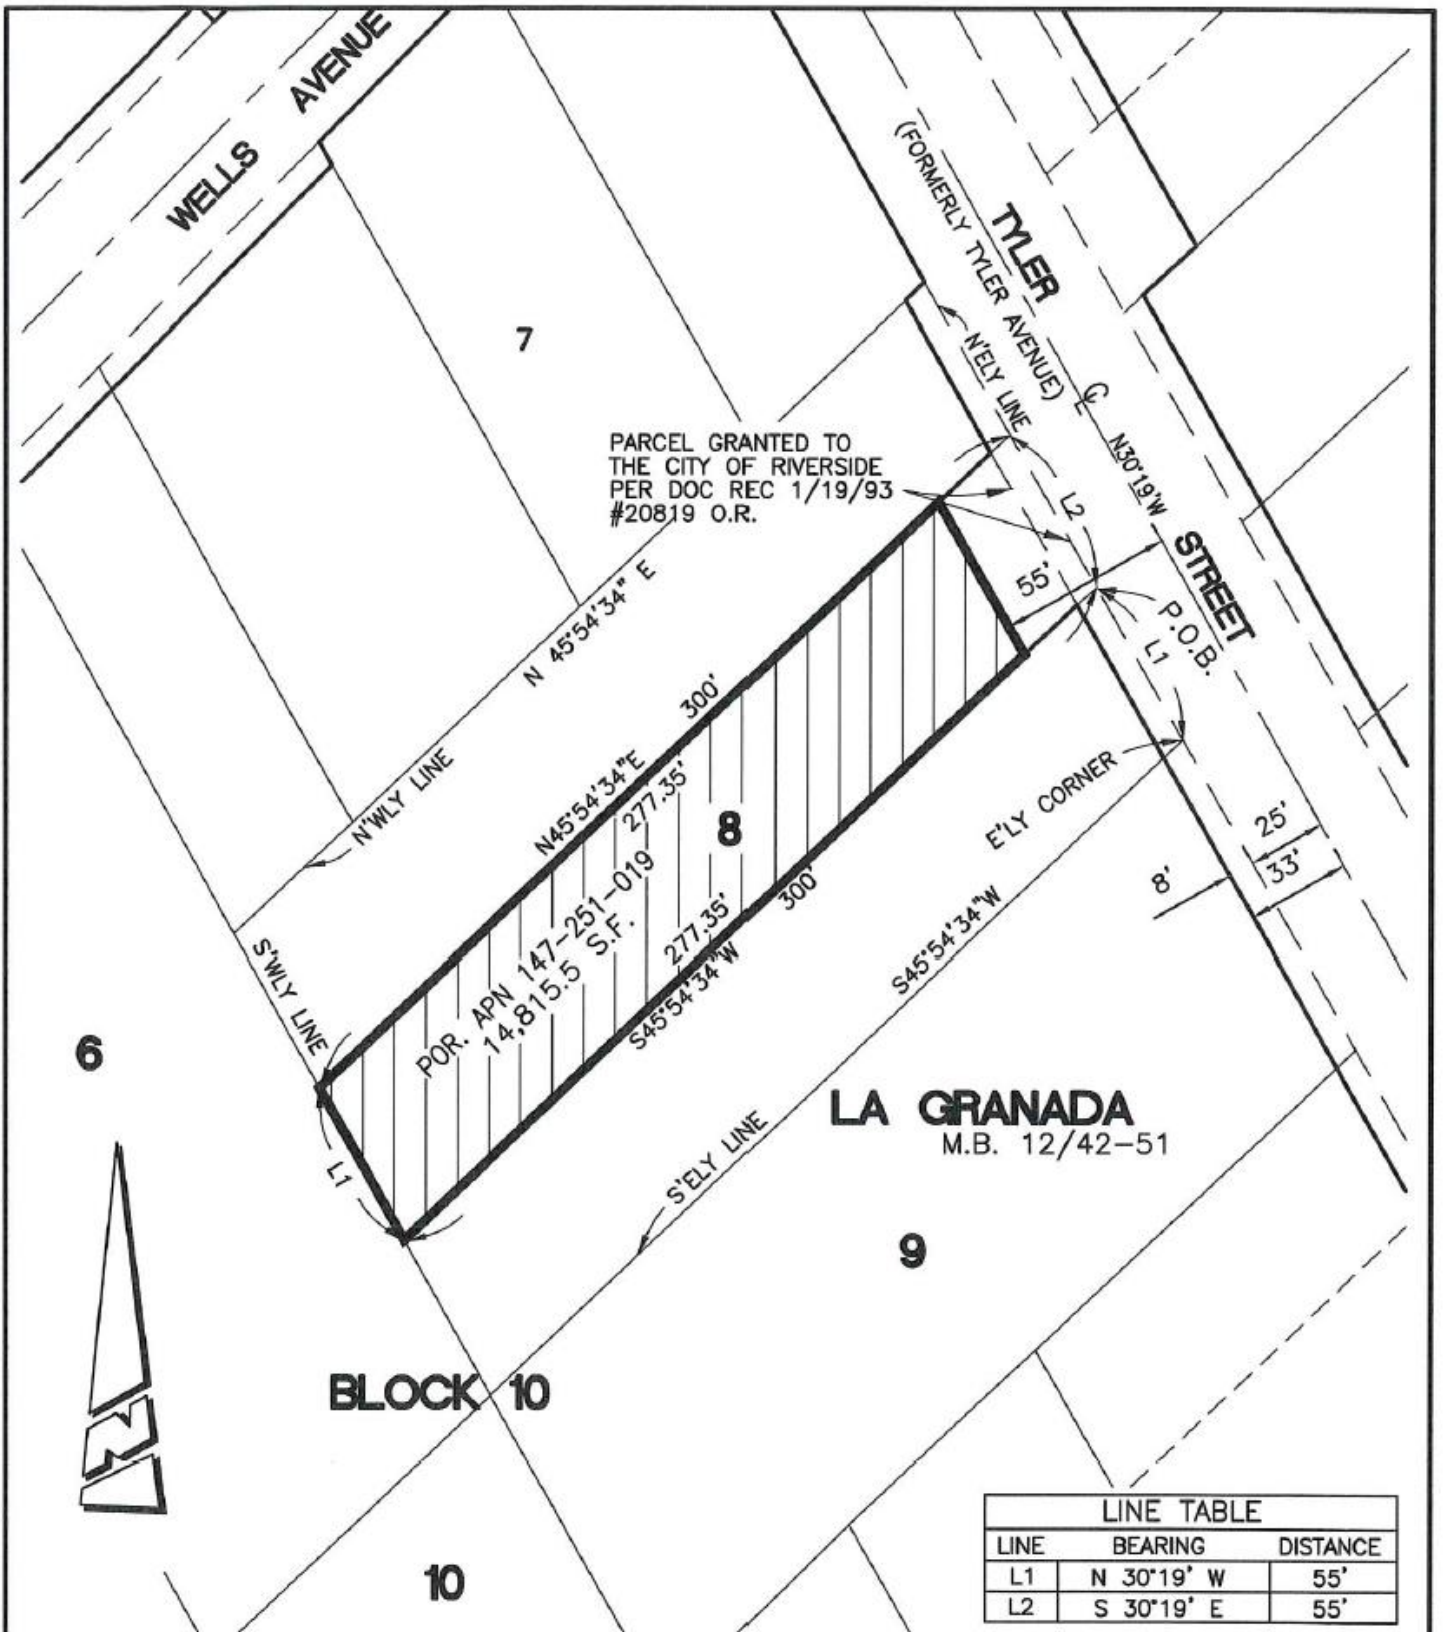 WELLS AVENUE
TYLER STREET
(FORMERLY TYLER AVENUE)
7
N'ELY LINE
℄
N30°19'W
PARCEL GRANTED TO
THE CITY OF RIVERSIDE
PER DOC REC 1/19/93
#20819 O.R.
L2
55'
P.O.B.
L1
N 45°54'34" E
N'WLY LINE
300'
N45°54'34"E
277.35'
8
POR. APN 147-251-019
14,815.5 S.F.
277.35'
300'
S45°54'34"W
E'LY CORNER
25'
33'
8'
S45°54'34"W
S'WLY LINE
6
L1
S'ELY LINE
LA GRANADA
M.B. 12/42-51
9
BLOCK 10
10
N
LINE TABLE
LINE BEARING DISTANCE
L1 N 30°19' W 55'
L2 S 30°19' E 55'